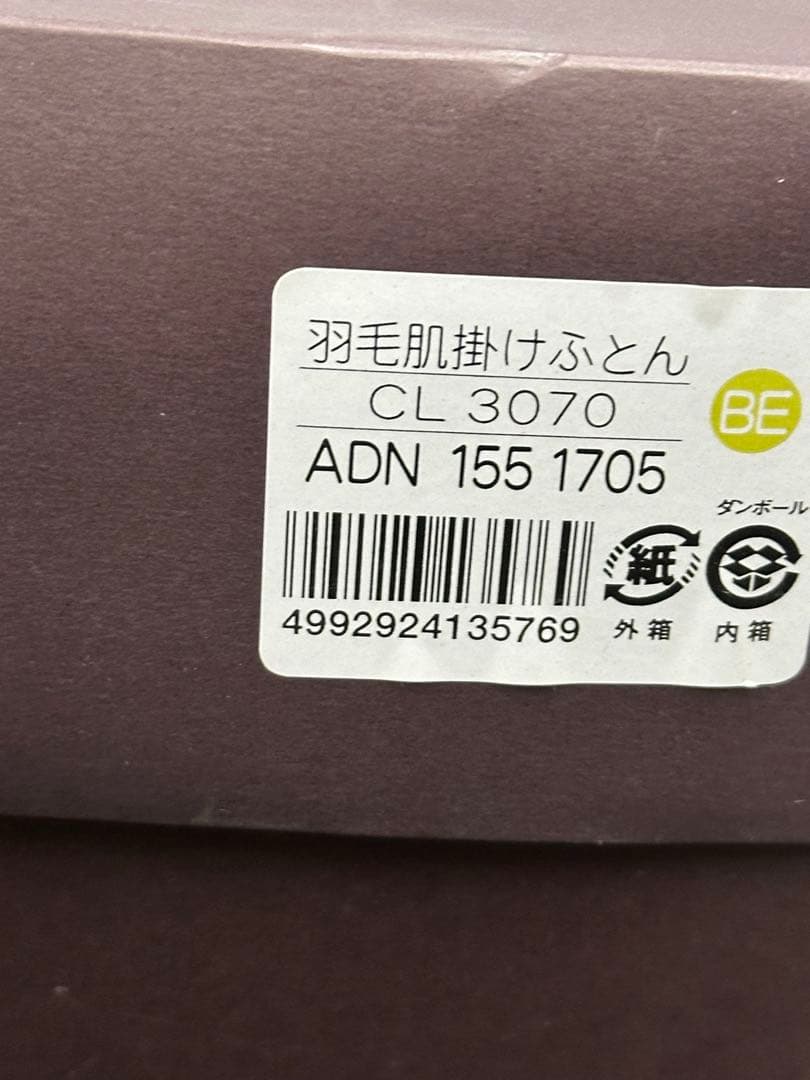 羽毛肌掛けふとん
CL 3070
BE
ADN 155 1705
ダンボール
紙
4992924135769
外箱
内箱